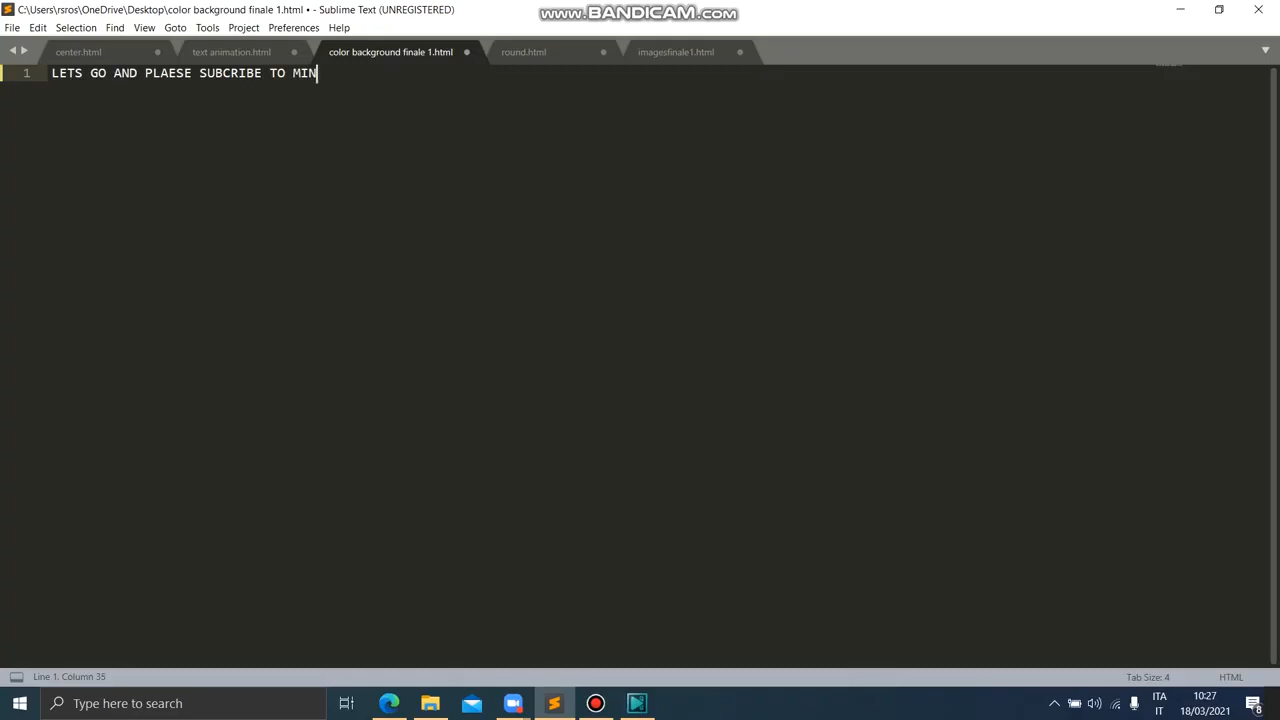 C:\Users\rsros\OneDrive\Desktop\color background finale 1.html • - Sublime Text (UNREGISTERED)
www.BANDICAM.com
File Edit Selection Find View Goto Tools Project Preferences Help
center.html text animation.html color background finale 1.html round.html imagesfinale1.html
1 LETS GO AND PLAESE SUBCRIBE TO MIN
Line 1, Column 35 Tab Size: 4 HTML
Type here to search
ITA 10:27
IT 18/03/2021
8